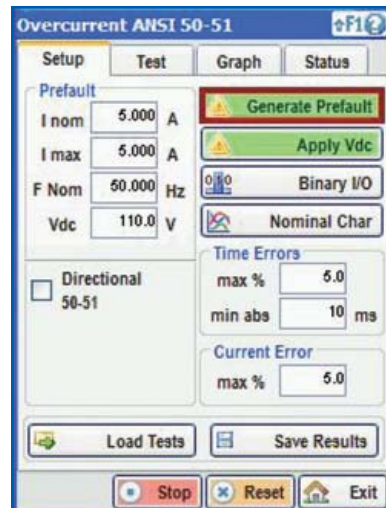 Overcurrent ANSI 50-51
F1
Setup Test Graph Status
Prefault
I nom 5.000 A
I max 5.000 A
F Nom 50.000 Hz
Vdc 110.0 V
Generate Prefault
Apply Vdc
Binary I/O
Nominal Char
Directional
50-51
Time Errors
max % 5.0
min abs 10 ms
Current Error
max % 5.0
Load Tests
Save Results
Stop
Reset
Exit